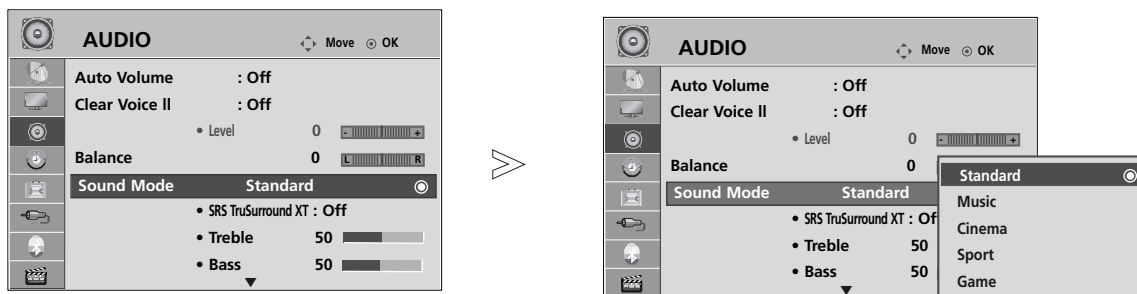 AUDIO
Move OK
Auto Volume : Off
Clear Voice II : Off
• Level 0 - +
Balance 0 L R
Sound Mode Standard
• SRS TruSurround XT : Off
• Treble 50
• Bass 50
AUDIO
Move OK
Auto Volume : Off
Clear Voice II : Off
• Level 0 - +
Balance 0
Sound Mode Standard
• SRS TruSurround XT : Of
• Treble 50
• Bass 50
Standard
Music
Cinema
Sport
Game